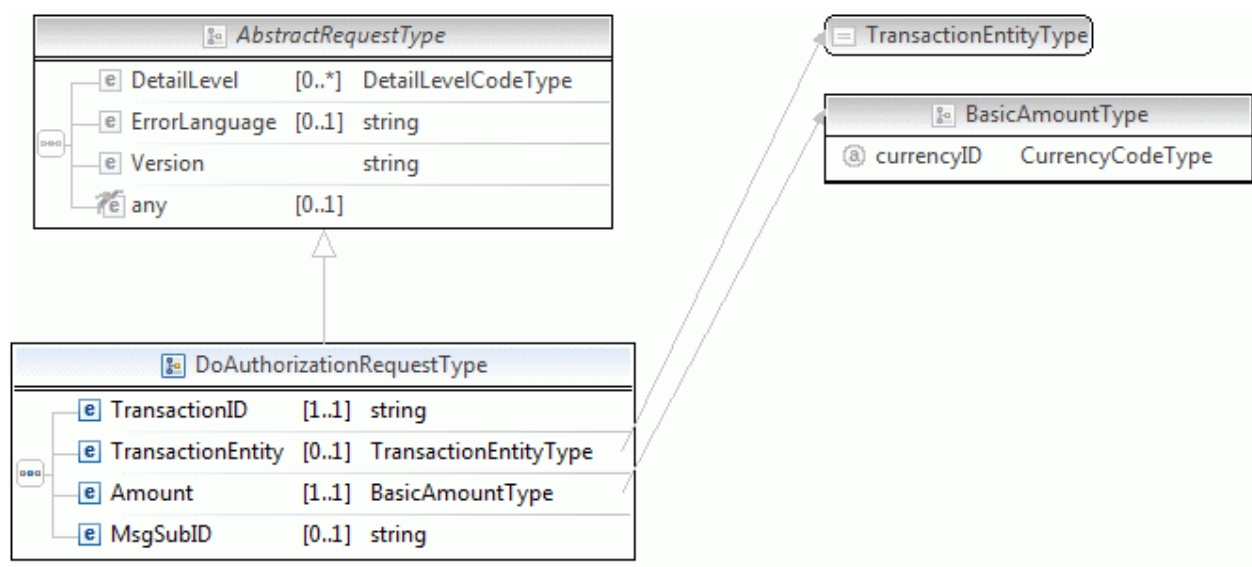 AbstractRequestType
e DetailLevel [0..*] DetailLevelCodeType
e ErrorLanguage [0..1] string
e Version string
e any [0..1]
TransactionEntityType
BasicAmountType
a currencyID CurrencyCodeType
DoAuthorizationRequestType
e TransactionID [1..1] string
e TransactionEntity [0..1] TransactionEntityType
e Amount [1..1] BasicAmountType
e MsgSubID [0..1] string